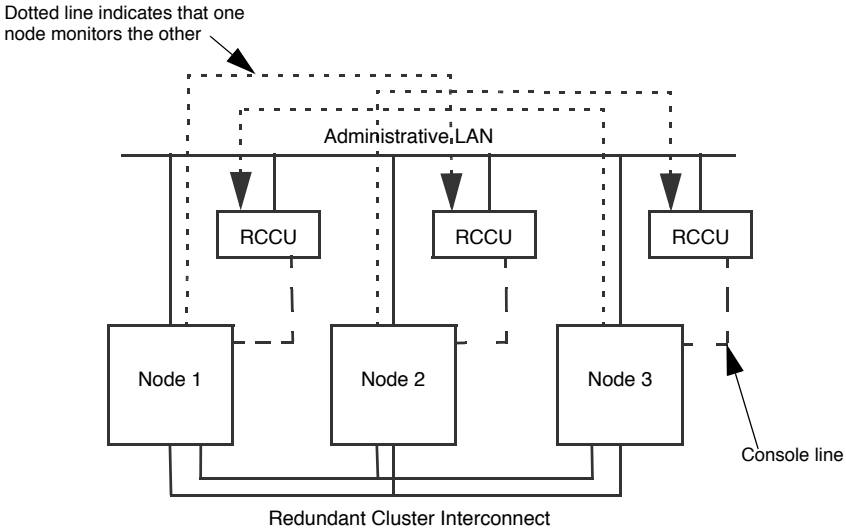 Dotted line indicates that one
node monitors the other
Administrative LAN
RCCU
RCCU
RCCU
Node 1
Node 2
Node 3
Console line
Redundant Cluster Interconnect